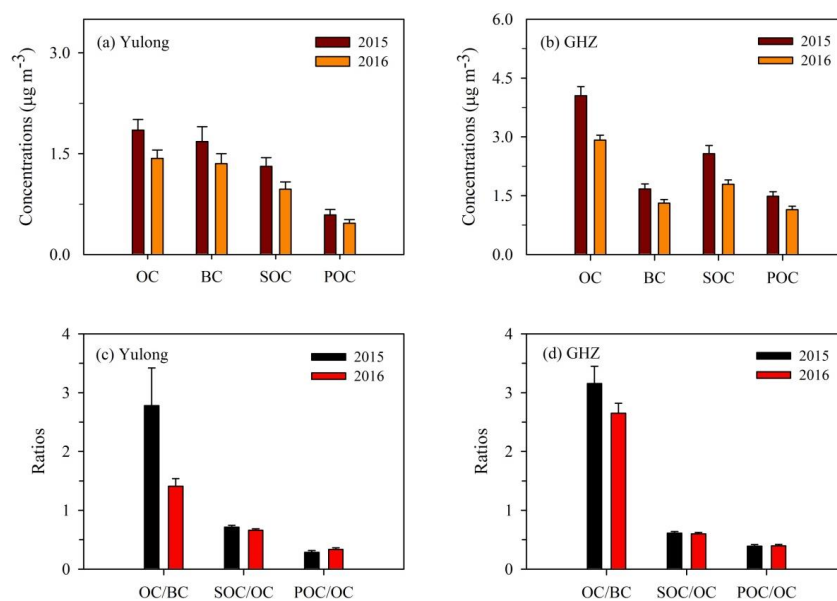 (a) Yulong
2015
2016
3.0
1.5
0.0
Concentrations (µg m-3)
OC BC SOC POC
(b) GHZ
2015
2016
6.0
4.5
3.0
1.5
0.0
Concentrations (µg m-3)
OC BC SOC POC
(c) Yulong
2015
2016
4
3
2
1
0
Ratios
OC/BC SOC/OC POC/OC
(d) GHZ
2015
2016
4
3
2
1
0
Ratios
OC/BC SOC/OC POC/OC